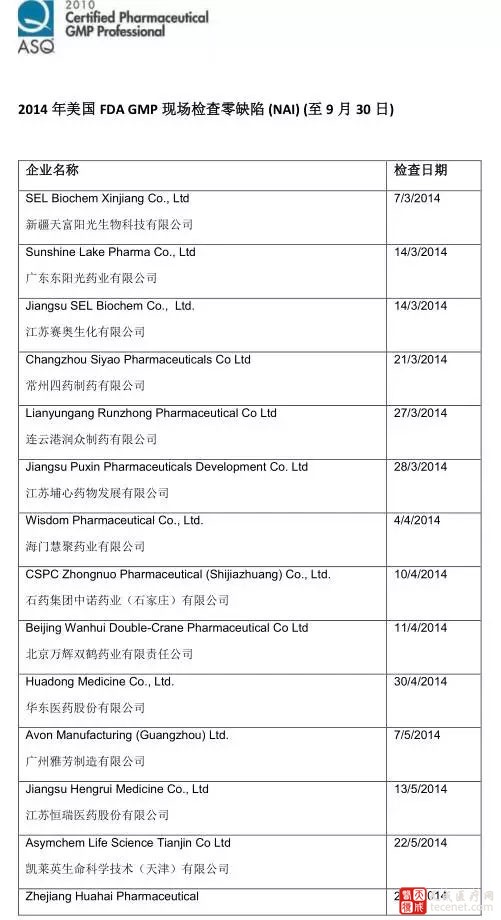 2010
Certified Pharmaceutical
GMP Professional
ASQ
2014 年美国 FDA GMP 现场检查零缺陷 (NAI) (至 9 月 30 日)
企业名称 检查日期
SEL Biochem Xinjiang Co., Ltd 7/3/2014
新疆天富阳光生物科技有限公司
Sunshine Lake Pharma Co., Ltd 14/3/2014
广东东阳光药业有限公司
Jiangsu SEL Biochem Co., Ltd. 14/3/2014
江苏赛奥生化有限公司
Changzhou Siyao Pharmaceuticals Co Ltd 21/3/2014
常州四药制药有限公司
Lianyungang Runzhong Pharmaceutical Co Ltd 27/3/2014
连云港润众制药有限公司
Jiangsu Puxin Pharmaceuticals Development Co. Ltd 28/3/2014
江苏埔心药物发展有限公司
Wisdom Pharmaceutical Co., Ltd. 4/4/2014
海门慧聚药业有限公司
CSPC Zhongnuo Pharmaceutical (Shijiazhuang) Co., Ltd. 10/4/2014
石药集团中诺药业（石家庄）有限公司
Beijing Wanhui Double-Crane Pharmaceutical Co Ltd 11/4/2014
北京万辉双鹤药业有限责任公司
Huadong Medicine Co., Ltd. 30/4/2014
华东医药股份有限公司
Avon Manufacturing (Guangzhou) Ltd. 7/5/2014
广州雅芳制造有限公司
Jiangsu Hengrui Medicine Co., Ltd 13/5/2014
江苏恒瑞医药股份有限公司
Asymchem Life Science Tianjin Co Ltd 22/5/2014
凯莱英生命科学技术（天津）有限公司
Zhejiang Huahai Pharmaceutical
医疗网
tecenet.com